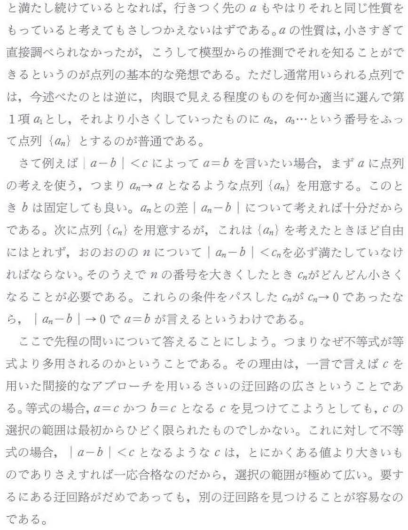 と満たし続けているとなれば，行きつく先の a もやはりそれと同じ性質を
もっていると考えてもさしつかえないはずである。a の性質は，小さすぎて
直接調べられなかったが，こうして模型からの推測でそれを知ることがで
きるというのが点列の基本的な発想である。ただし通常用いられる点列で
は，今述べたのとは逆に，肉眼で見える程度のものを何か適当に選んで第
1 項 a₁とし，それより小さくしていったものに a₂，a₃…という番号をふっ
て点列 {aₙ} とするのが普通である。
さて例えば｜a−b｜＜c によって a＝b を言いたい場合，まず a に点列
の考えを使う，つまり aₙ→a となるような点列 {aₙ} を用意する。このと
き b は固定しても良い。aₙとの差｜aₙ−b｜について考えれば十分だから
である。次に点列 {cₙ} を用意するが，これは {aₙ} を考えたときほど自由
にはとれず，おのおのの n について｜aₙ−b｜＜cₙを必ず満たしていなけ
ればならない。そのうえで n の番号を大きくしたとき cₙがどんどん小さく
なることが必要である。これらの条件をパスした cₙが cₙ→0 であったな
ら，｜aₙ−b｜→0 で a＝b が言えるというわけである。
ここで先程の問いについて答えることにしよう。つまりなぜ不等式が等
式より多用されるのかということである。その理由は，一言で言えば c を
用いた間接的なアプローチを用いるさいの迂回路の広さということであ
る。等式の場合，a＝c かつ b＝c となる c を見つけてこようとしても，c の
選択の範囲は最初からひどく限られたものでしかない。これに対して不等
式の場合，｜a−b｜＜c となるような c は，とにかくある値より大きいも
のでありさえすれば一応合格なのだから，選択の範囲が極めて広い。要す
るにある迂回路がだめであっても，別の迂回路を見つけることが容易なの
である。